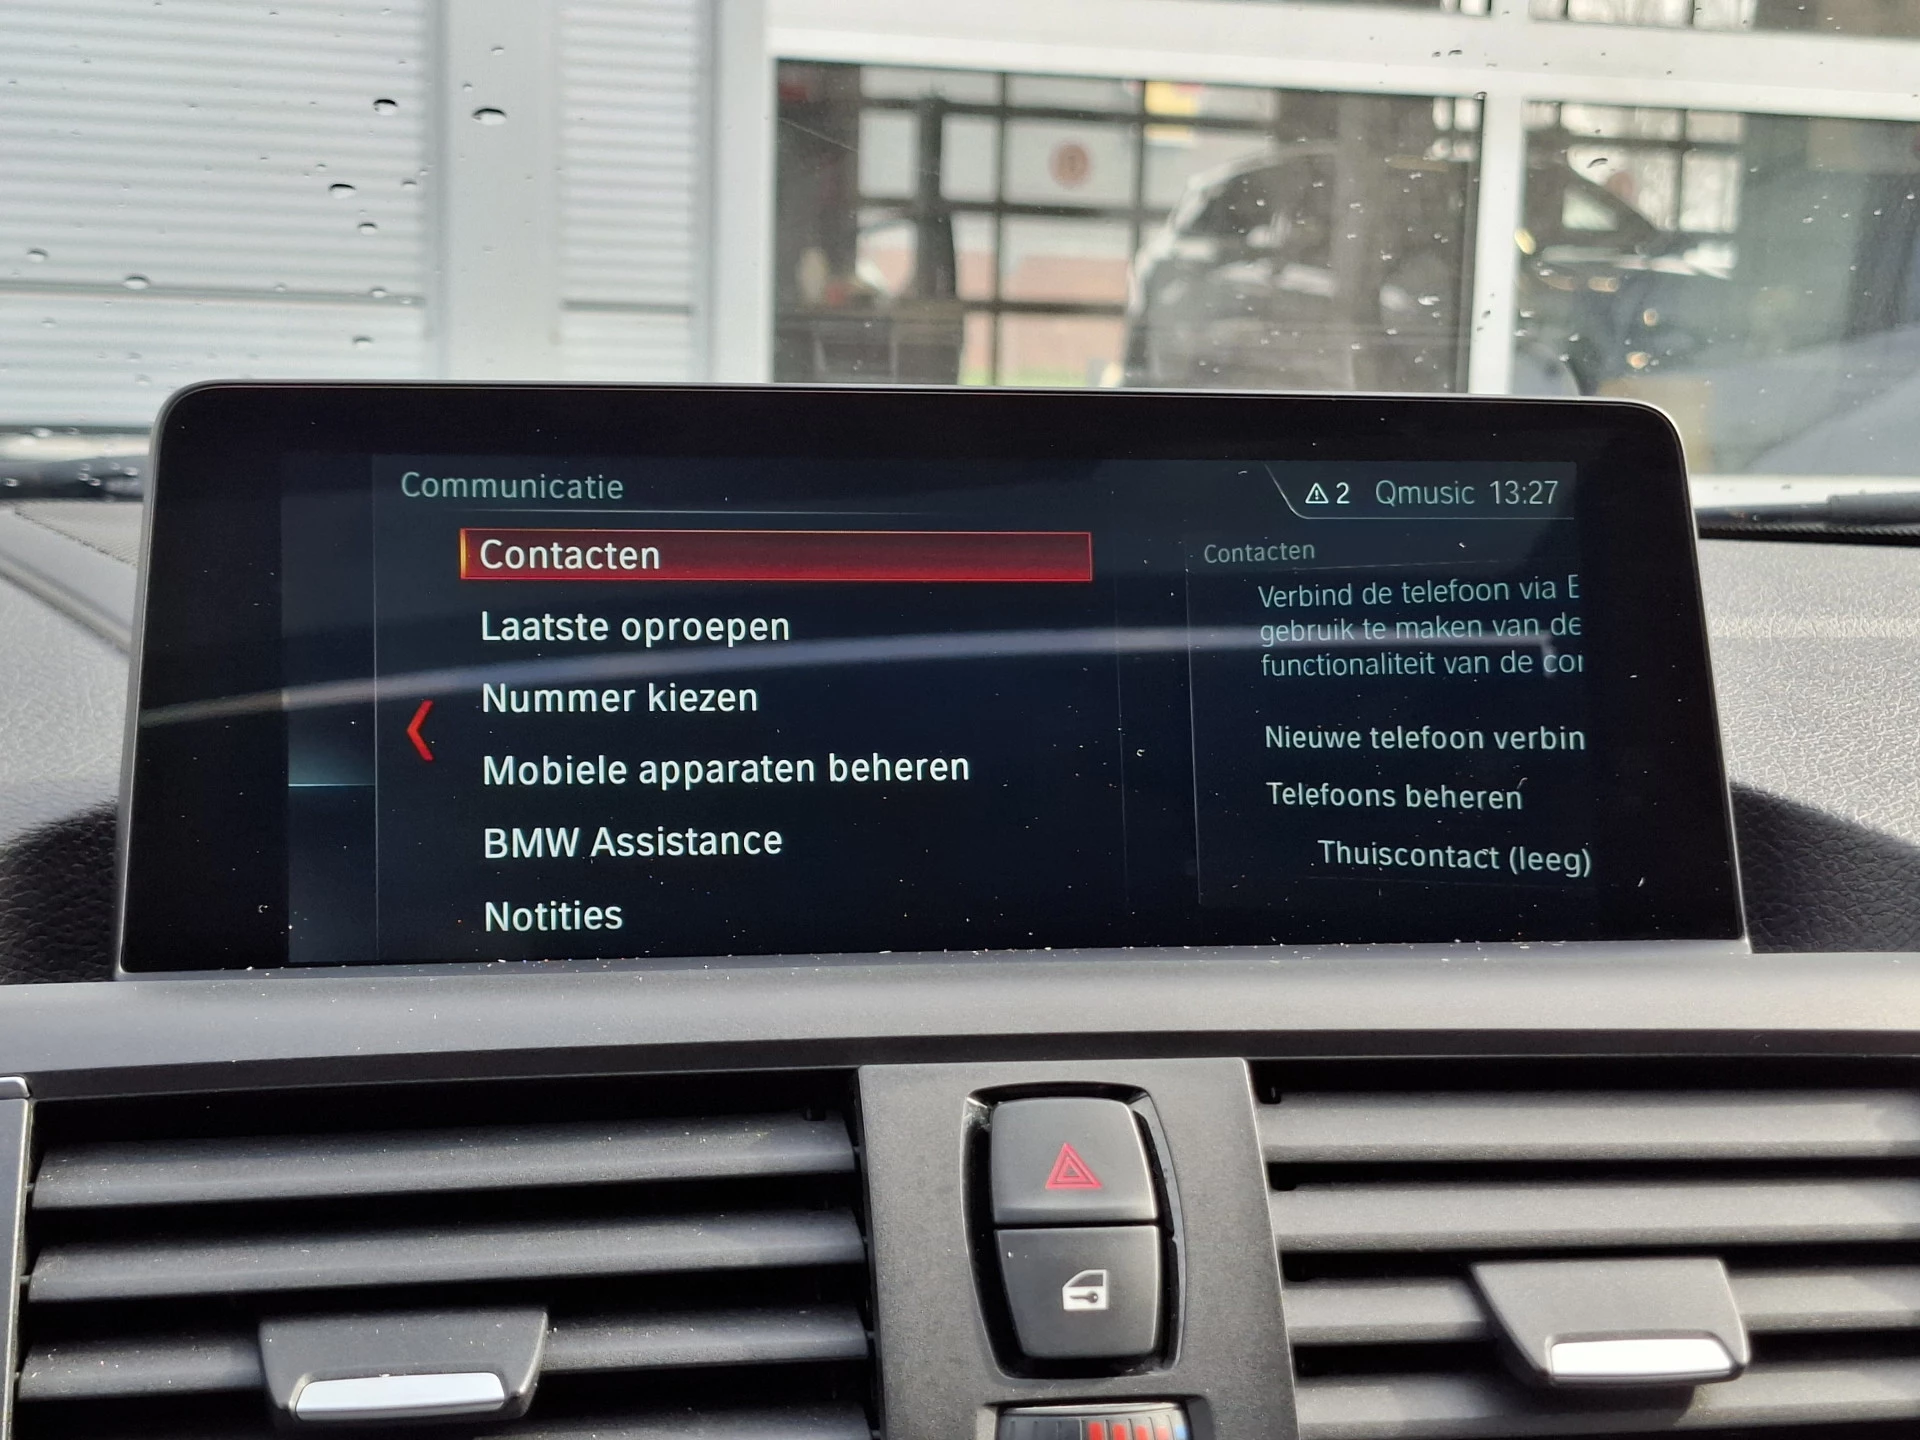 Communicatie
2 Qmusic 13:27
Contacten
Laatste oproepen
Nummer kiezen
Mobiele apparaten beheren
BMW Assistance
Notities
Contacten
Verbind de telefoon via
gebruik te maken van de
functionaliteit van de
Nieuwe telefoon verbin
Telefoons beheren
Thuiscontact (leeg)